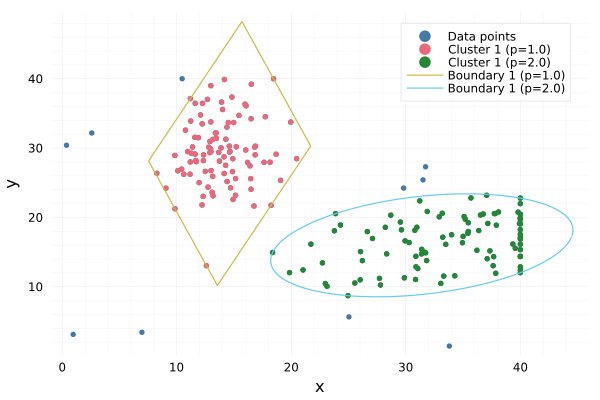 Data points
Cluster 1 (p=1.0)
Cluster 1 (p=2.0)
Boundary 1 (p=1.0)
Boundary 1 (p=2.0)
40
30
20
10
y
0 10 20 30 40
x